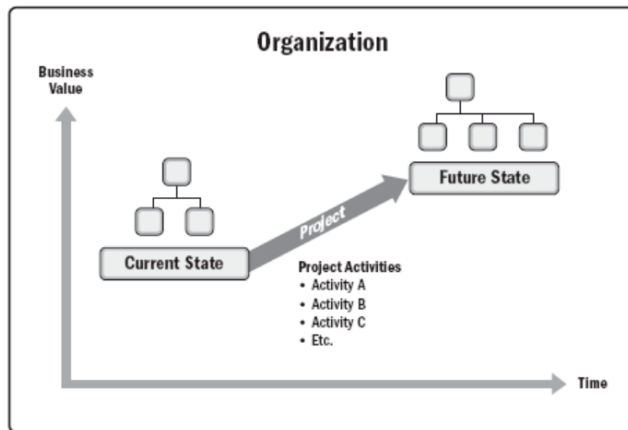 Organization
Business
Value
Future State
Project
Current State
Project Activities
• Activity A
• Activity B
• Activity C
• Etc.
Time